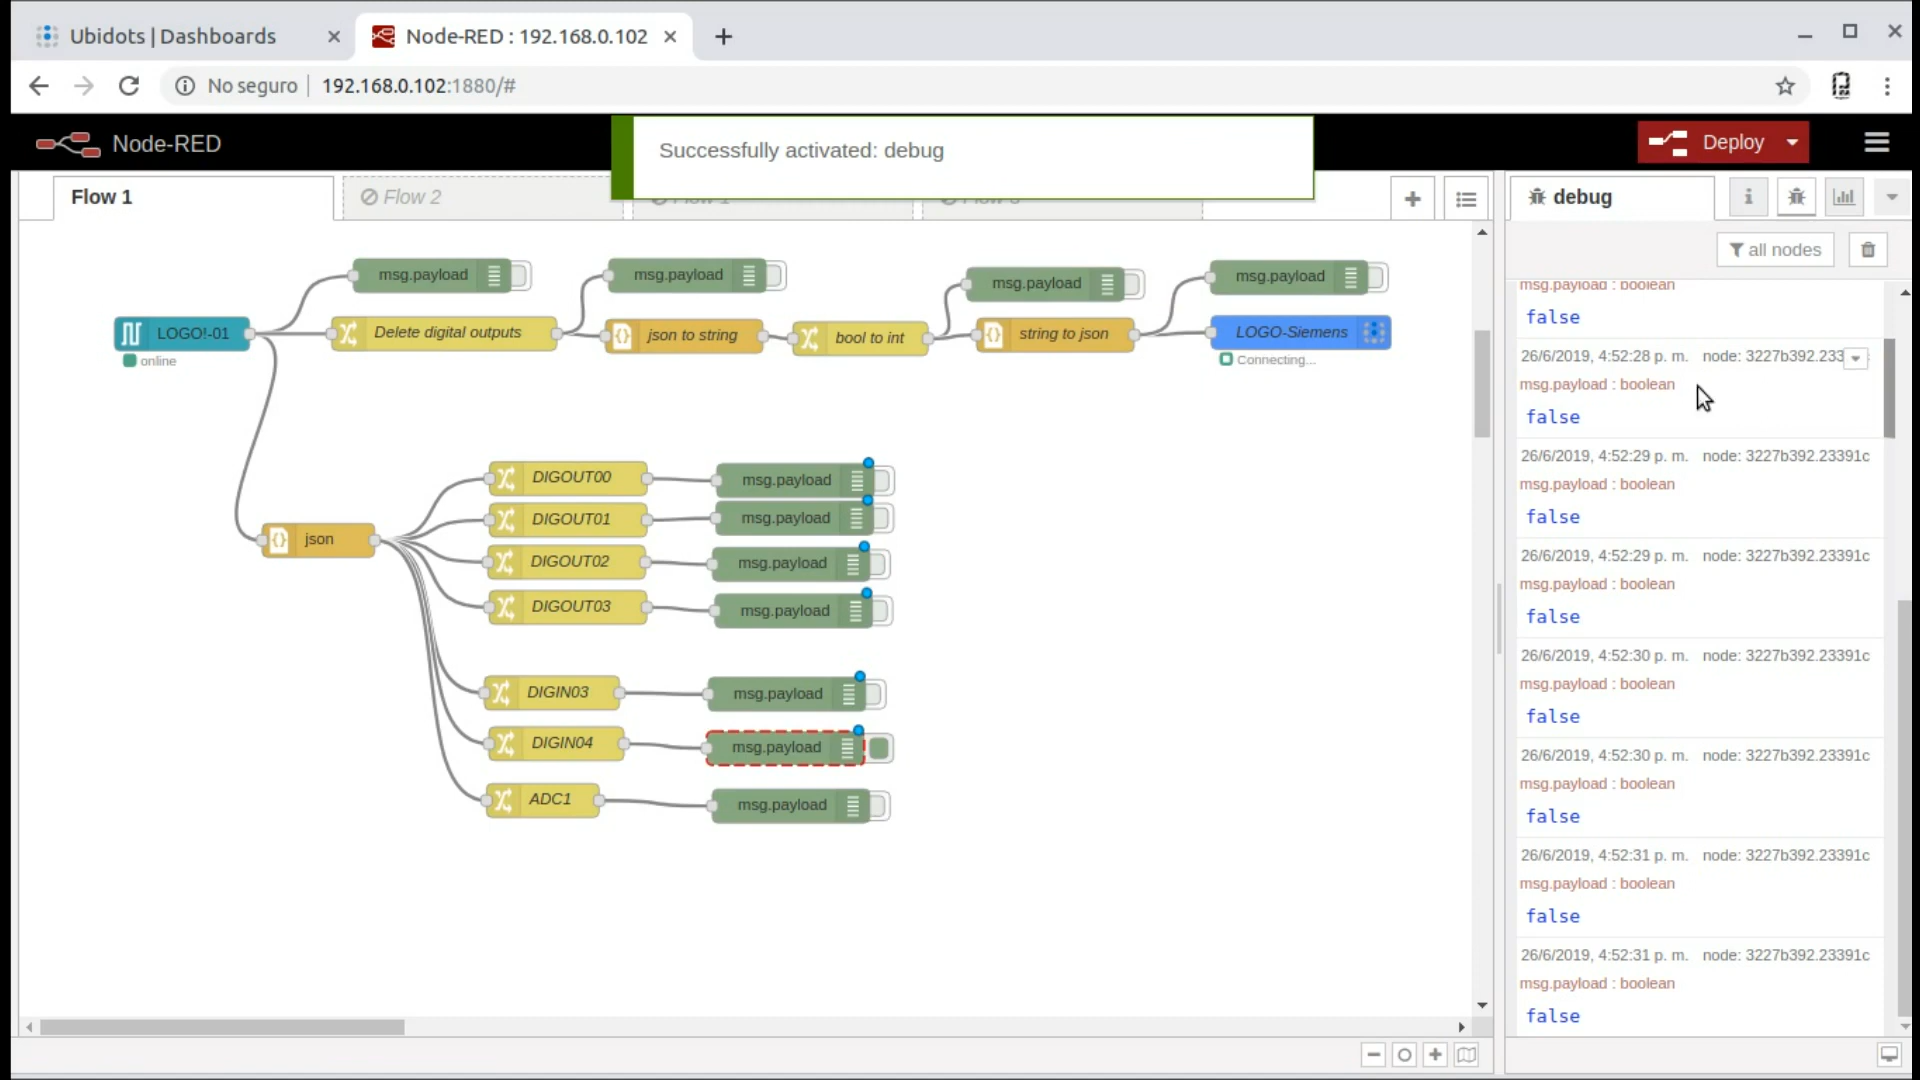 Ubidots | Dashboards
Node-RED : 192.168.0.102
No seguro
192.168.0.102:1880/#
Node-RED
Successfully activated: debug
Deploy
Flow 1
Flow 2
debug
i
all nodes
msg.payload
msg.payload
msg.payload
msg.payload
LOGO!-01
Delete digital outputs
json to string
bool to int
string to json
LOGO-Siemens
online
Connecting...
DIGOUT00
msg.payload
DIGOUT01
msg.payload
json
DIGOUT02
msg.payload
DIGOUT03
msg.payload
DIGIN03
msg.payload
DIGIN04
msg.payload
ADC1
msg.payload
msg.payload : boolean
false
26/6/2019, 4:52:28 p. m. node: 3227b392.233
msg.payload : boolean
false
26/6/2019, 4:52:29 p. m. node: 3227b392.23391c
msg.payload : boolean
false
26/6/2019, 4:52:29 p. m. node: 3227b392.23391c
msg.payload : boolean
false
26/6/2019, 4:52:30 p. m. node: 3227b392.23391c
msg.payload : boolean
false
26/6/2019, 4:52:30 p. m. node: 3227b392.23391c
msg.payload : boolean
false
26/6/2019, 4:52:31 p. m. node: 3227b392.23391c
msg.payload : boolean
false
26/6/2019, 4:52:31 p. m. node: 3227b392.23391c
msg.payload : boolean
false